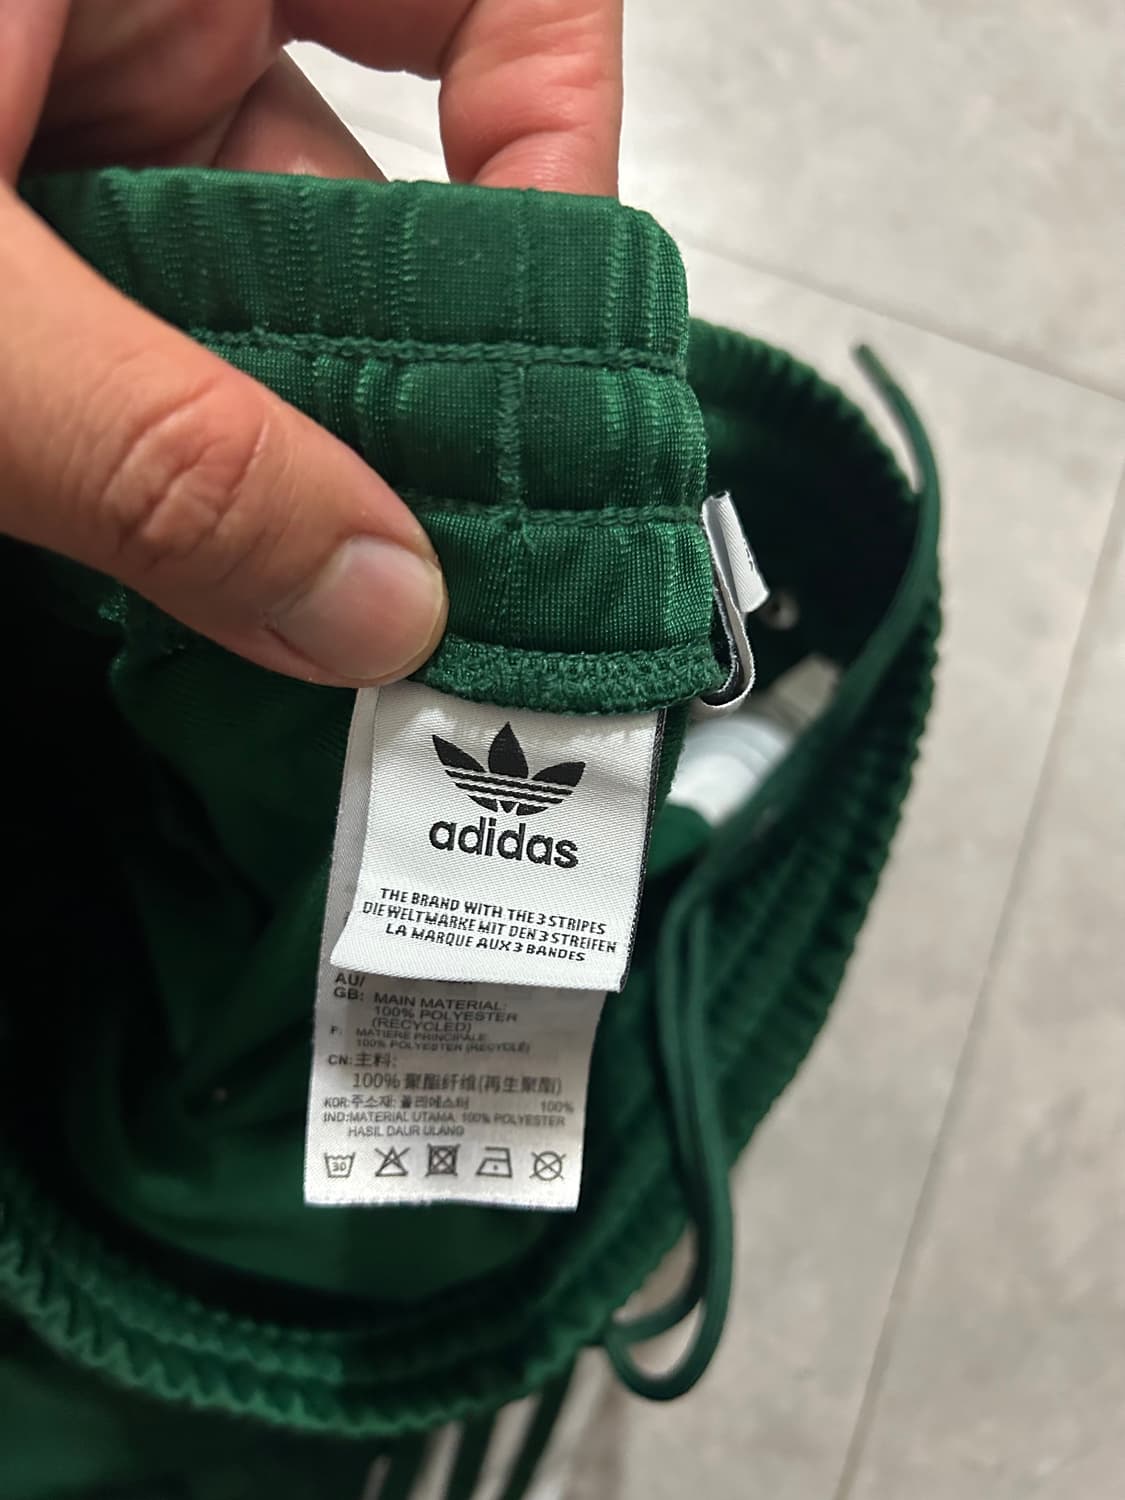 adidas
THE BRAND WITH THE 3 STRIPES
DIE WELTMARKE MIT DEN 3 STREIFEN
LA MARQUE AUX 3 BANDES
AU/
GB: MAIN MATERIAL:
100% POLYESTER
(RECYCLED)
F: MATIERE PRINCIPALE
100% POLYESTER (RECYCLÉ)
CN: 主料:
100% 聚酯纤维(再生聚酯)
KOR: 주소재: 폴리에스터 100%
IND: MATERIAL UTAMA: 100% POLYESTER
HASIL DAUR ULANG
30